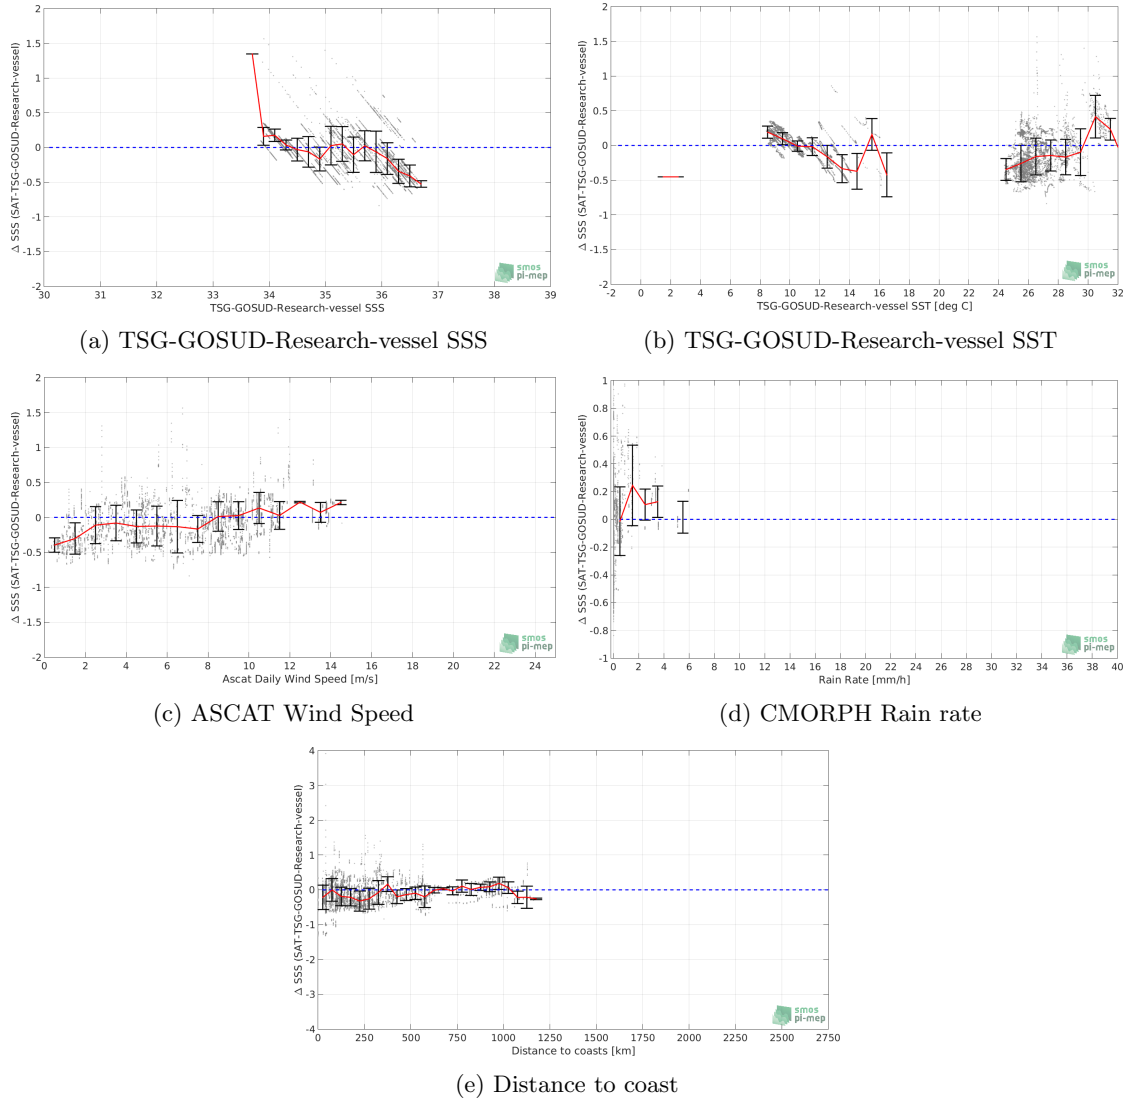 2
1.5
1
0.5
0
-0.5
-1
-1.5
-2
Δ SSS (SAT-TSG-GOSUD-Research-vessel)
30 31 32 33 34 35 36 37 38 39
TSG-GOSUD-Research-vessel SSS
smos
pi-mep
(a) TSG-GOSUD-Research-vessel SSS
2
1.5
1
0.5
0
-0.5
-1
-1.5
-2
Δ SSS (SAT-TSG-GOSUD-Research-vessel)
-2 0 2 4 6 8 10 12 14 16 18 20 22 24 26 28 30 32
TSG-GOSUD-Research-vessel SST [deg C]
smos
pi-mep
(b) TSG-GOSUD-Research-vessel SST
2
1.5
1
0.5
0
-0.5
-1
-1.5
-2
Δ SSS (SAT-TSG-GOSUD-Research-vessel)
0 2 4 6 8 10 12 14 16 18 20 22 24
Ascat Daily Wind Speed [m/s]
smos
pi-mep
(c) ASCAT Wind Speed
1
0.8
0.6
0.4
0.2
0
-0.2
-0.4
-0.6
-0.8
-1
Δ SSS (SAT-TSG-GOSUD-Research-vessel)
0 2 4 6 8 10 12 14 16 18 20 22 24 26 28 30 32 34 36 38 40
Rain Rate [mm/h]
smos
pi-mep
(d) CMORPH Rain rate
4
3
2
1
0
-1
-2
-3
-4
Δ SSS (SAT-TSG-GOSUD-Research-vessel)
0 250 500 750 1000 1250 1500 1750 2000 2250 2500 2750
Distance to coasts [km]
smos
pi-mep
(e) Distance to coast